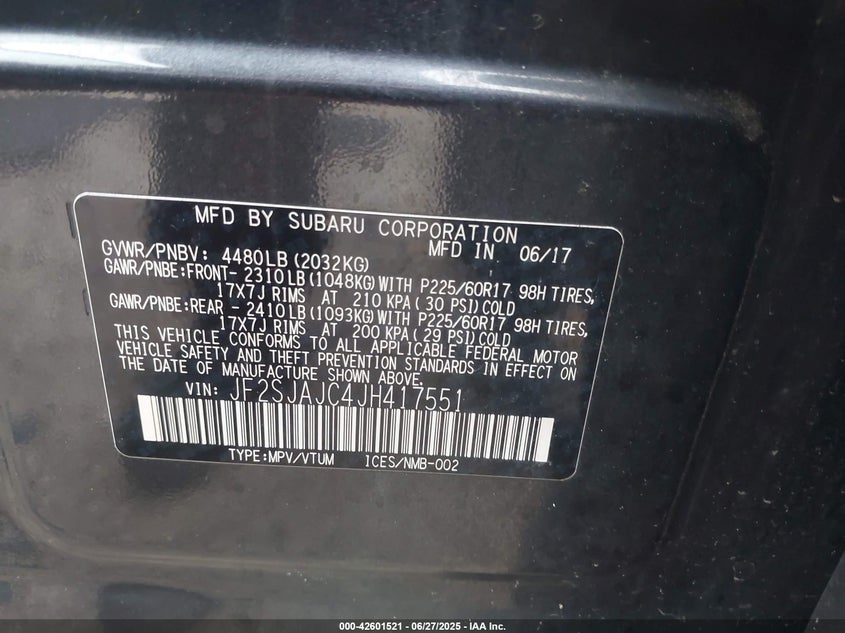 MFD BY SUBARU CORPORATION
GVWR/PNBV: 4480LB(2032KG) MFD IN 06/17
GAWR/PNBE:FRONT- 2310LB(1048KG)WITH P225/60R17 98H TIRES,
17X7J RIMS AT 210 KPA(30 PSI)COLD
GAWR/PNBE:REAR - 2410LB(1093KG)WITH P225/60R17 98H TIRES,
17X7J RIMS AT 200 KPA(29 PSI)COLD
THIS VEHICLE CONFORMS TO ALL APPLICABLE FEDERAL MOTOR
VEHICLE SAFETY AND THEFT PREVENTION STANDARDS IN EFFECT ON
THE DATE OF MANUFACTURE SHOWN ABOVE.
VIN: JF2SJAJC4JH417551
TYPE:MPV/VTUM ICES/NMB-002
000-42601521 - 06/27/2025 - IAA Inc.